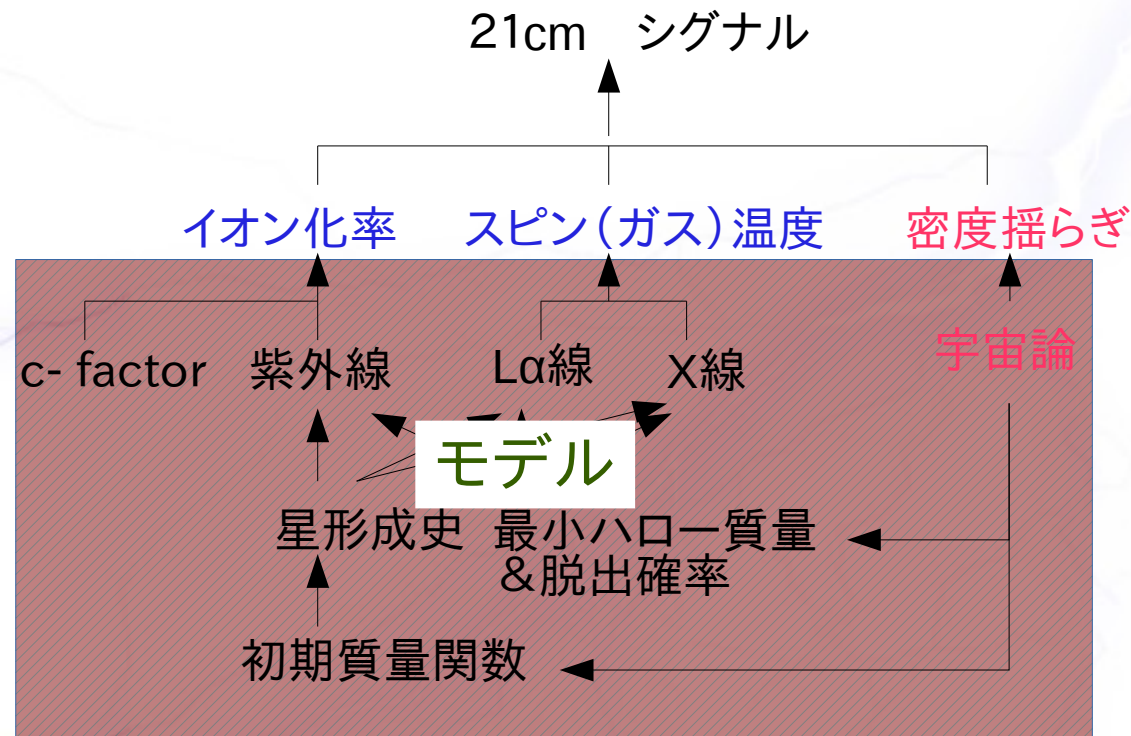 21cm　シグナル
イオン化率　スピン（ガス）温度　密度揺らぎ
宇宙論
c- factor　紫外線　Lα線　X線
モデル
星形成史　最小ハロー質量
＆脱出確率
初期質量関数